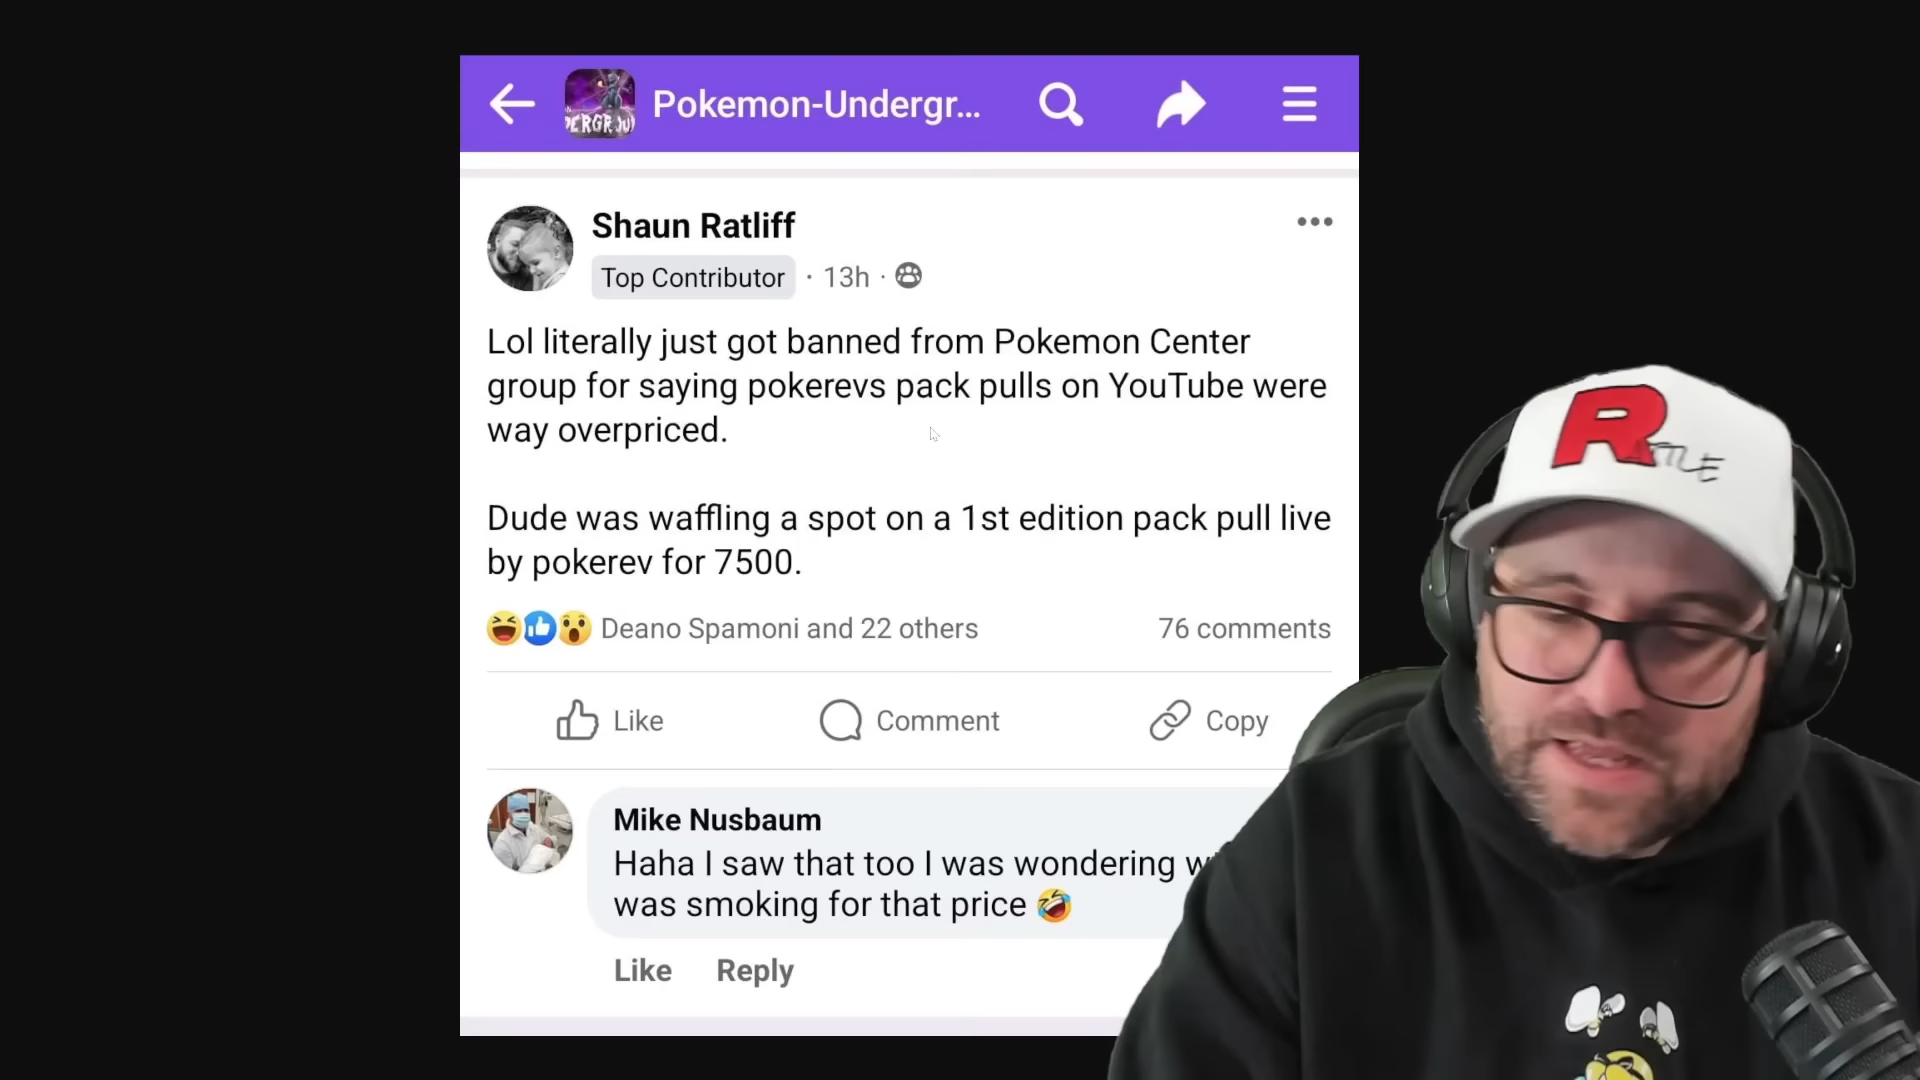 Pokemon-Undergr...
Shaun Ratliff
Top Contributor · 13h ·
Lol literally just got banned from Pokemon Center
group for saying pokerevs pack pulls on YouTube were
way overpriced.
Dude was waffling a spot on a 1st edition pack pull live
by pokerev for 7500.
Deano Spamoni and 22 others
76 comments
Like
Comment
Copy
Mike Nusbaum
Haha I saw that too I was wondering
was smoking for that price 🤣
Like
Reply
R